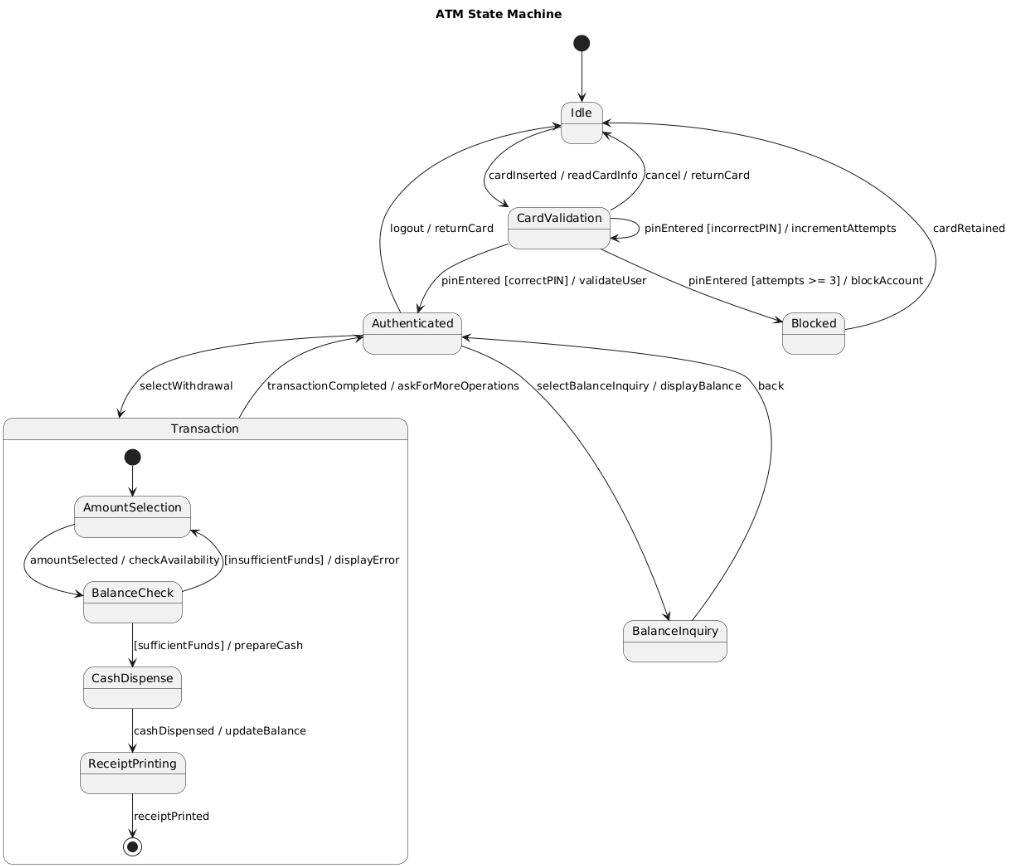 ATM State Machine
Idle
cardInserted / readCardInfo
cancel / returnCard
CardValidation
logout / returnCard
pinEntered [incorrectPIN] / incrementAttempts
cardRetained
pinEntered [correctPIN] / validateUser
pinEntered [attempts >= 3] / blockAccount
Authenticated
Blocked
selectWithdrawal
transactionCompleted / askForMoreOperations
selectBalanceInquiry / displayBalance
back
Transaction
AmountSelection
amountSelected / checkAvailability
[insufficientFunds] / displayError
BalanceCheck
BalanceInquiry
[sufficientFunds] / prepareCash
CashDispense
cashDispensed / updateBalance
ReceiptPrinting
receiptPrinted